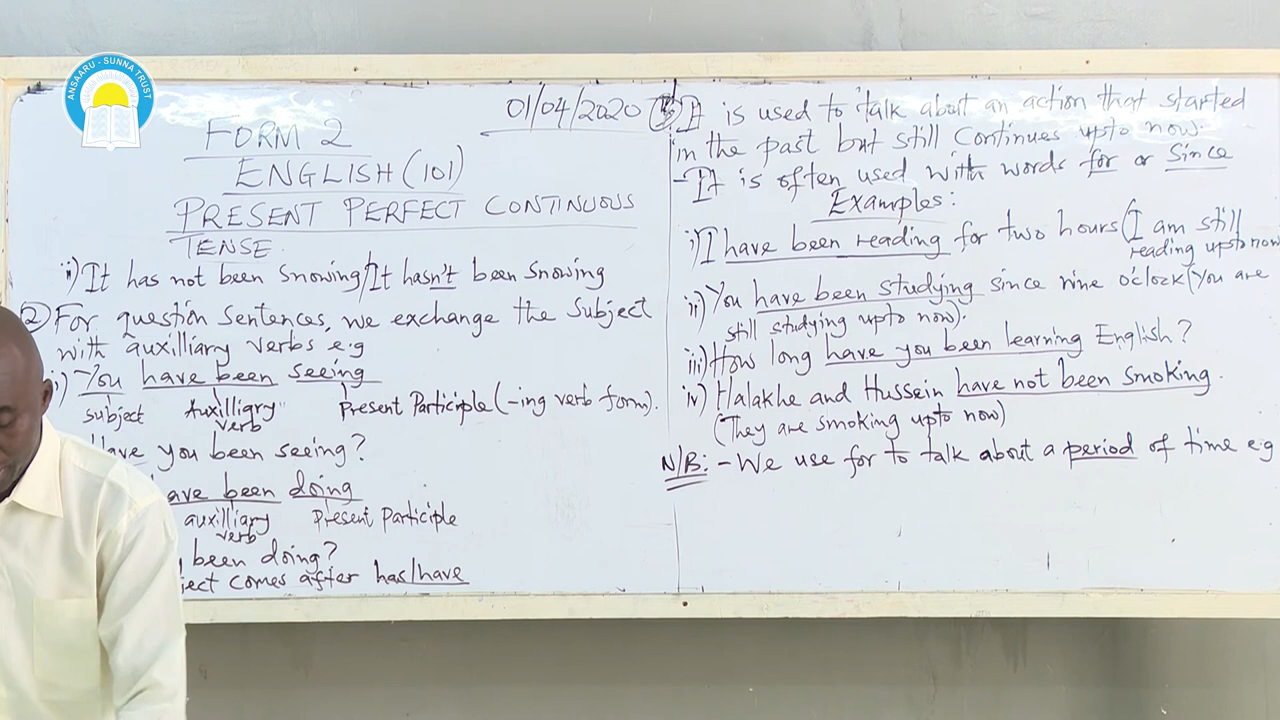 ANSAARU - SUNNA TRUST
01/04/2020
FORM 2
ENGLISH (101)
PRESENT PERFECT CONTINUOUS
TENSE.
ii) It has not been snowing/It hasn't been snowing
② For question sentences, we exchange the subject
with auxilliary verbs e.g
i) You have been seeing
subject Auxilligry verb Present Participle (-ing verb form).
Have you been seeing?
have been doing
auxilliary verb Present Participle
been doing?
ject comes after has/have
③ It is used to talk about an action that started
in the past but still continues upto now.
- It is often used with words for or since
Examples:
i) I have been reading for two hours (I am still
reading upto now
ii) You have been studying since nine o'clock (You are
still studying upto now).
iii) How long have you been learning English?
iv) Halakhe and Hussein have not been smoking.
(They are smoking upto now)
N/B: - We use for to talk about a period of time e.g